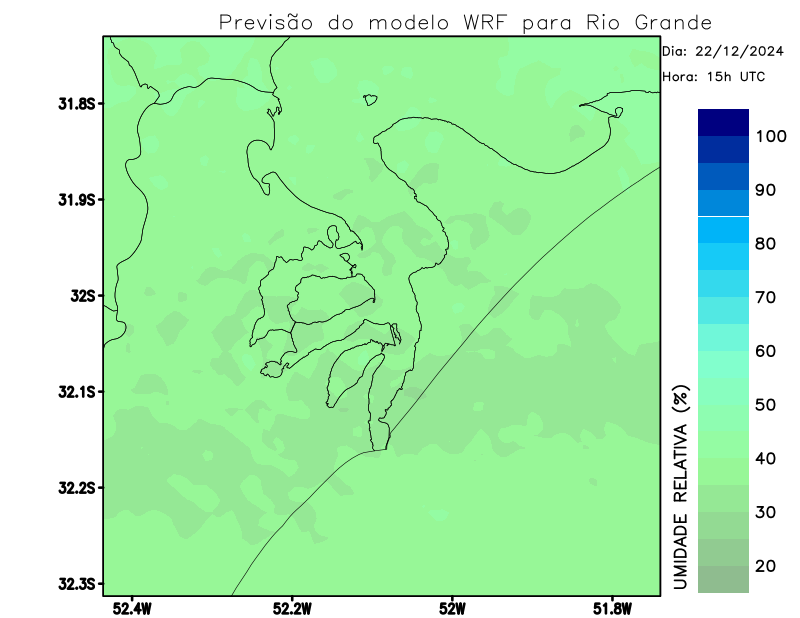 Previsão do modelo WRF para Rio Grande
Dia: 22/12/2024
Hora: 15h UTC
31.8S
31.9S
32S
32.1S
32.2S
32.3S
52.4W
52.2W
52W
51.8W
100
90
80
70
60
50
40
30
20
UMIDADE RELATIVA (%)